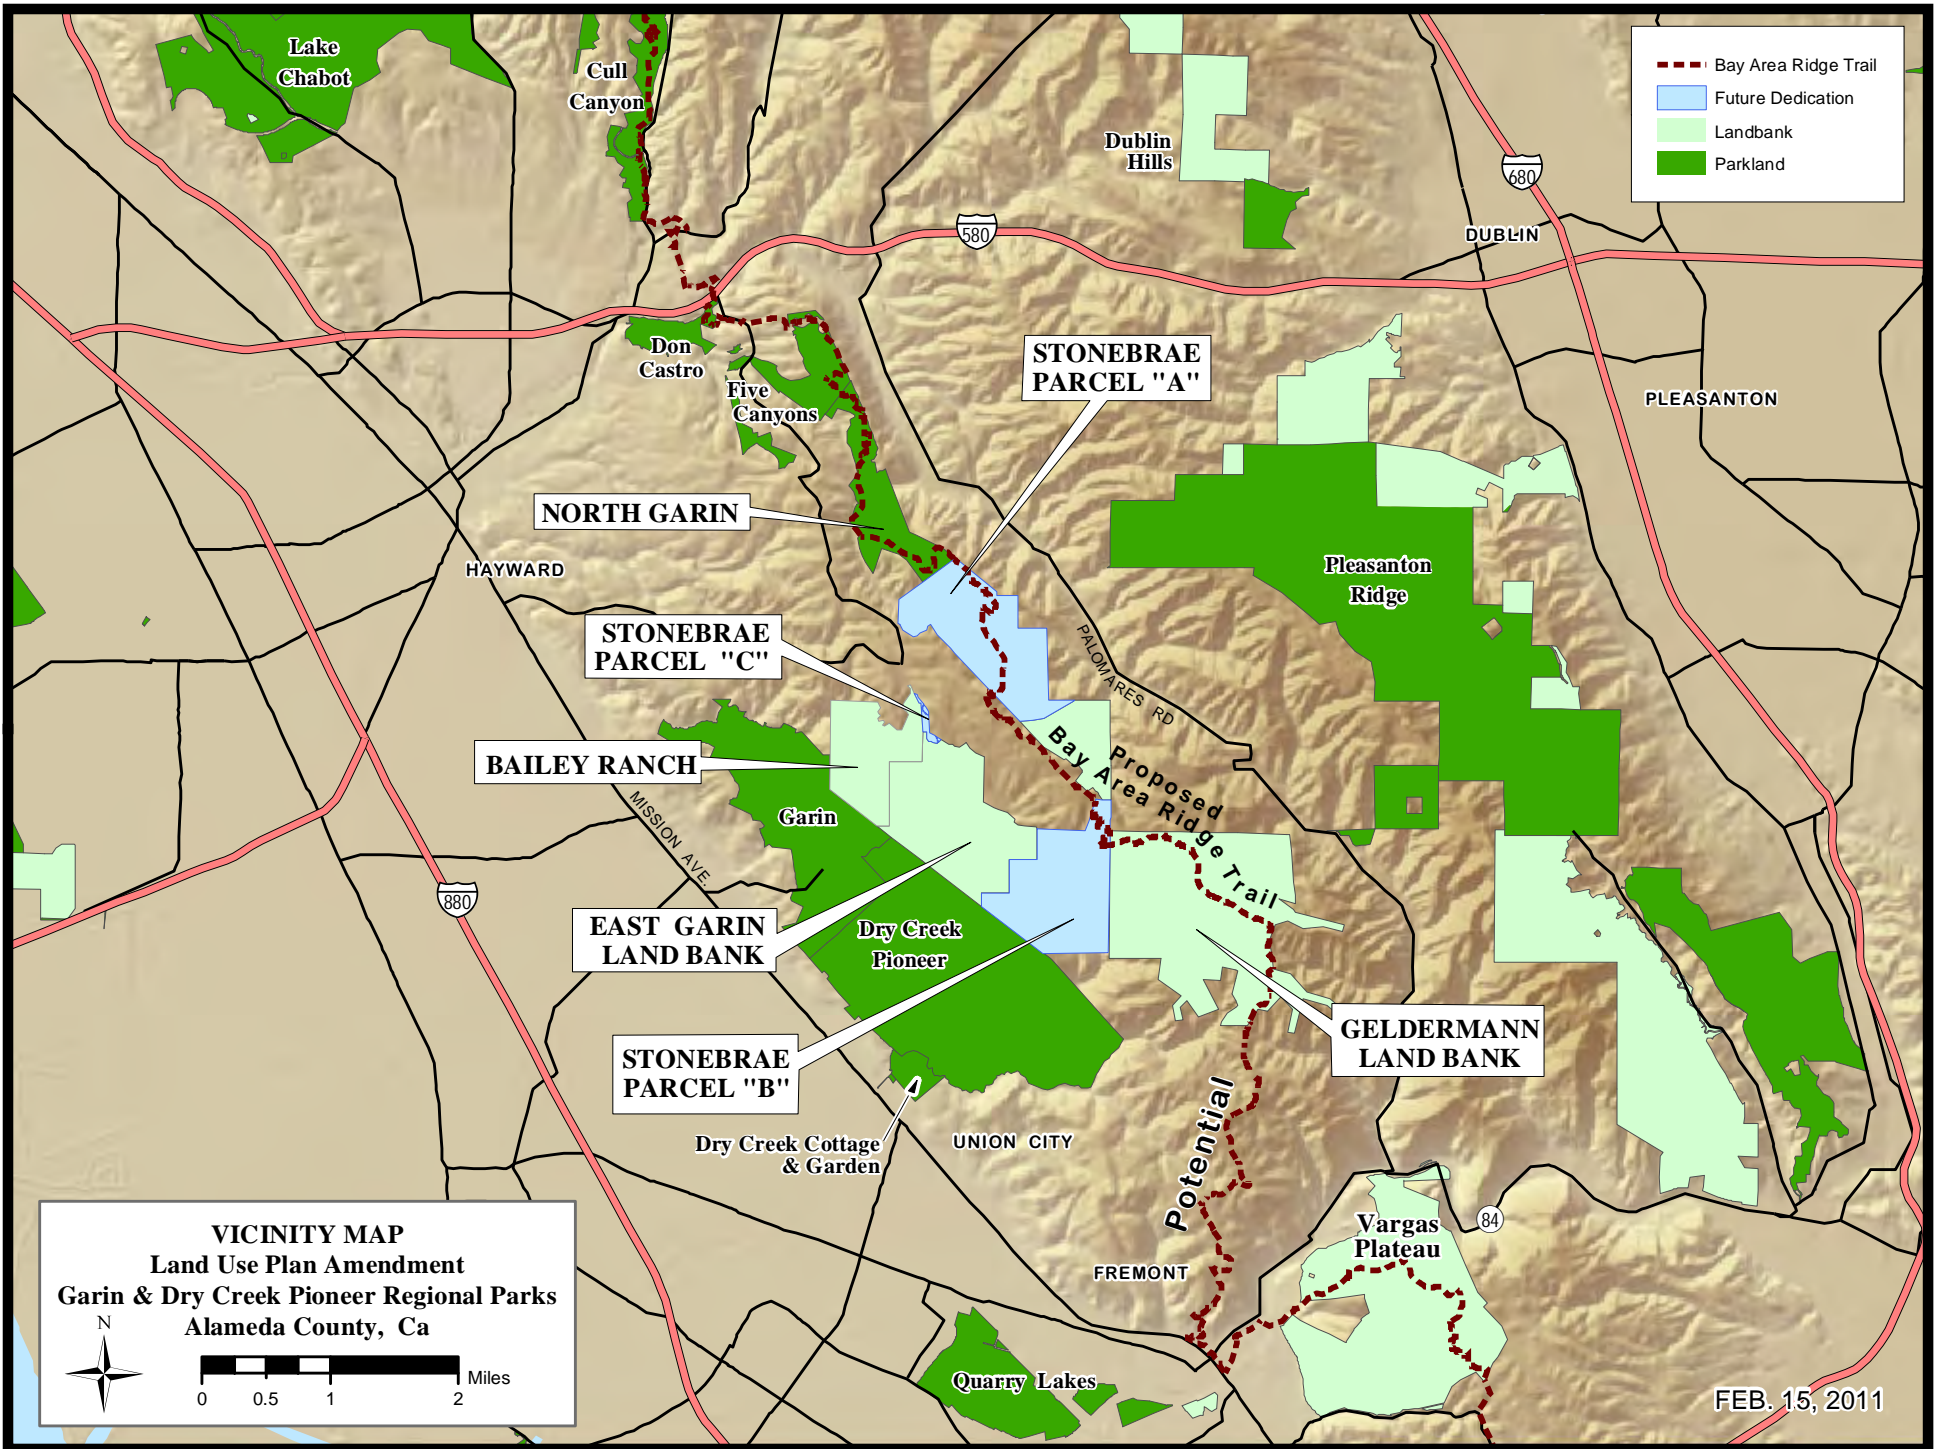 Lake
Chabot
Cull
Canyon
Dublin
Hills
Bay Area Ridge Trail
Future Dedication
Landbank
Parkland
680
580
DUBLIN
Don
Castro
Five
Canyons
STONEBRAE
PARCEL "A"
PLEASANTON
NORTH GARIN
HAYWARD
Pleasanton
Ridge
STONEBRAE
PARCEL "C"
PALOMARES RD
BAILEY RANCH
Proposed
Bay Area Ridge Trail
MISSION AVE.
Garin
880
EAST GARIN
LAND BANK
Dry Creek
Pioneer
GELDERMANN
LAND BANK
STONEBRAE
PARCEL "B"
Potential
Dry Creek Cottage
& Garden
UNION CITY
84
Vargas
Plateau
FREMONT
VICINITY MAP
Land Use Plan Amendment
Garin & Dry Creek Pioneer Regional Parks
Alameda County, Ca
N
Miles
0 0.5 1 2
Quarry Lakes
FEB. 15, 2011